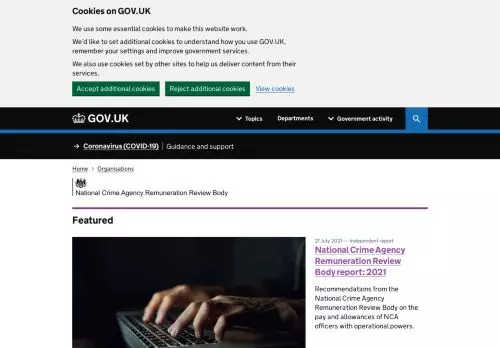 Cookies on GOV.UK
We use some essential cookies to make this website work.
We'd like to set additional cookies to understand how you use GOV.UK,
remember your settings and improve government services.
We also use cookies set by other sites to help us deliver content from their
services.
Accept additional cookies
Reject additional cookies
View cookies
GOV.UK
Topics
Departments
Government activity
→ Coronavirus (COVID-19) | Guidance and support
Home > Organisations
National Crime Agency Remuneration Review Body
Featured
21 July 2021 — Independent report
National Crime Agency
Remuneration Review
Body report: 2021
Recommendations from the
National Crime Agency
Remuneration Review Body on the
pay and allowances of NCA
officers with operational powers.